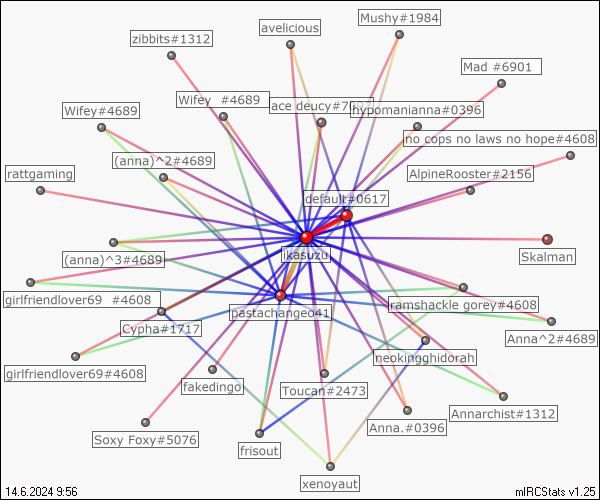 avelicious
Mushy#1984
zibbits#1312
Mad #6901
Wifey #4689
ace deucy#7
hypomanianna#0396
Wifey#4689
no cops no laws no hope#4608
(anna)^2#4689
AlpineRooster#2156
rattgaming
default#0617
ikasuzu
Skalman
(anna)^3#4689
girlfriendlover69 #4608
pastachangeo41
ramshackle gorey#4608
Cypha#1717
Anna^2#4689
neokingghidorah
girlfriendlover69#4608
fakedingo
Toucan#2473
Annarchist#1312
Anna.#0396
Soxy Foxy#5076
frisout
xenoyaut
14.6.2024 9:56
mIRCStats v1.25